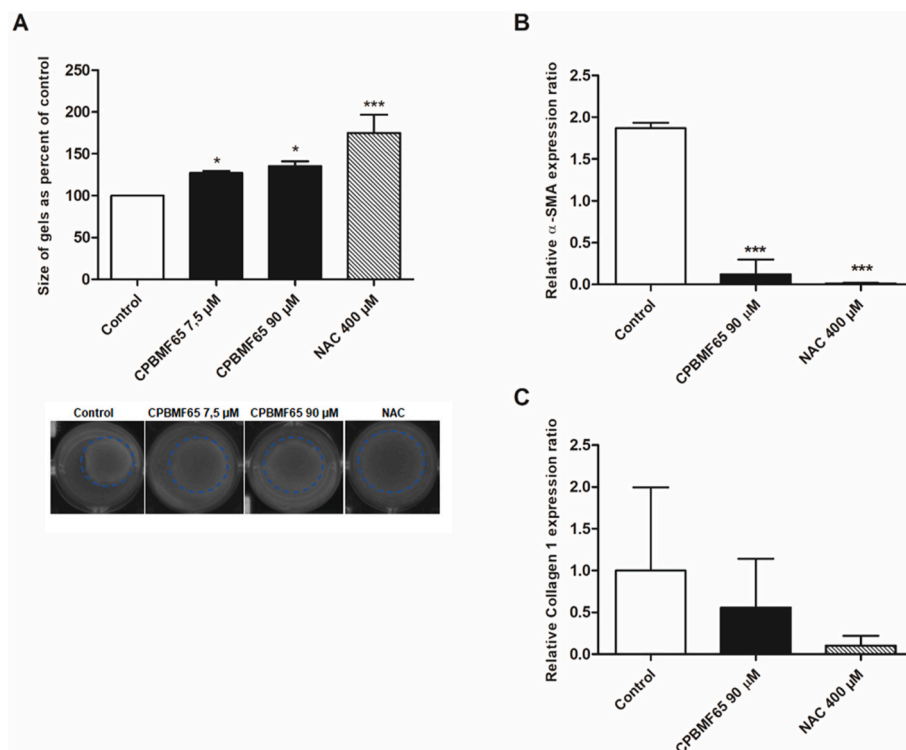 A
Size of gels as percent of control
250
200
150
100
50
0
***
*
*
Control
CPBMF65 7,5 µM
CPBMF65 90 µM
NAC 400 µM
Control
CPBMF65 7,5 µM
CPBMF65 90 µM
NAC
B
Relative α-SMA expression ratio
2.5
2.0
1.5
1.0
0.5
0.0
***
***
Control
CPBMF65 90 µM
NAC 400 µM
C
Relative Collagen 1 expression ratio
2.5
2.0
1.5
1.0
0.5
0.0
Control
CPBMF65 90 µM
NAC 400 µM